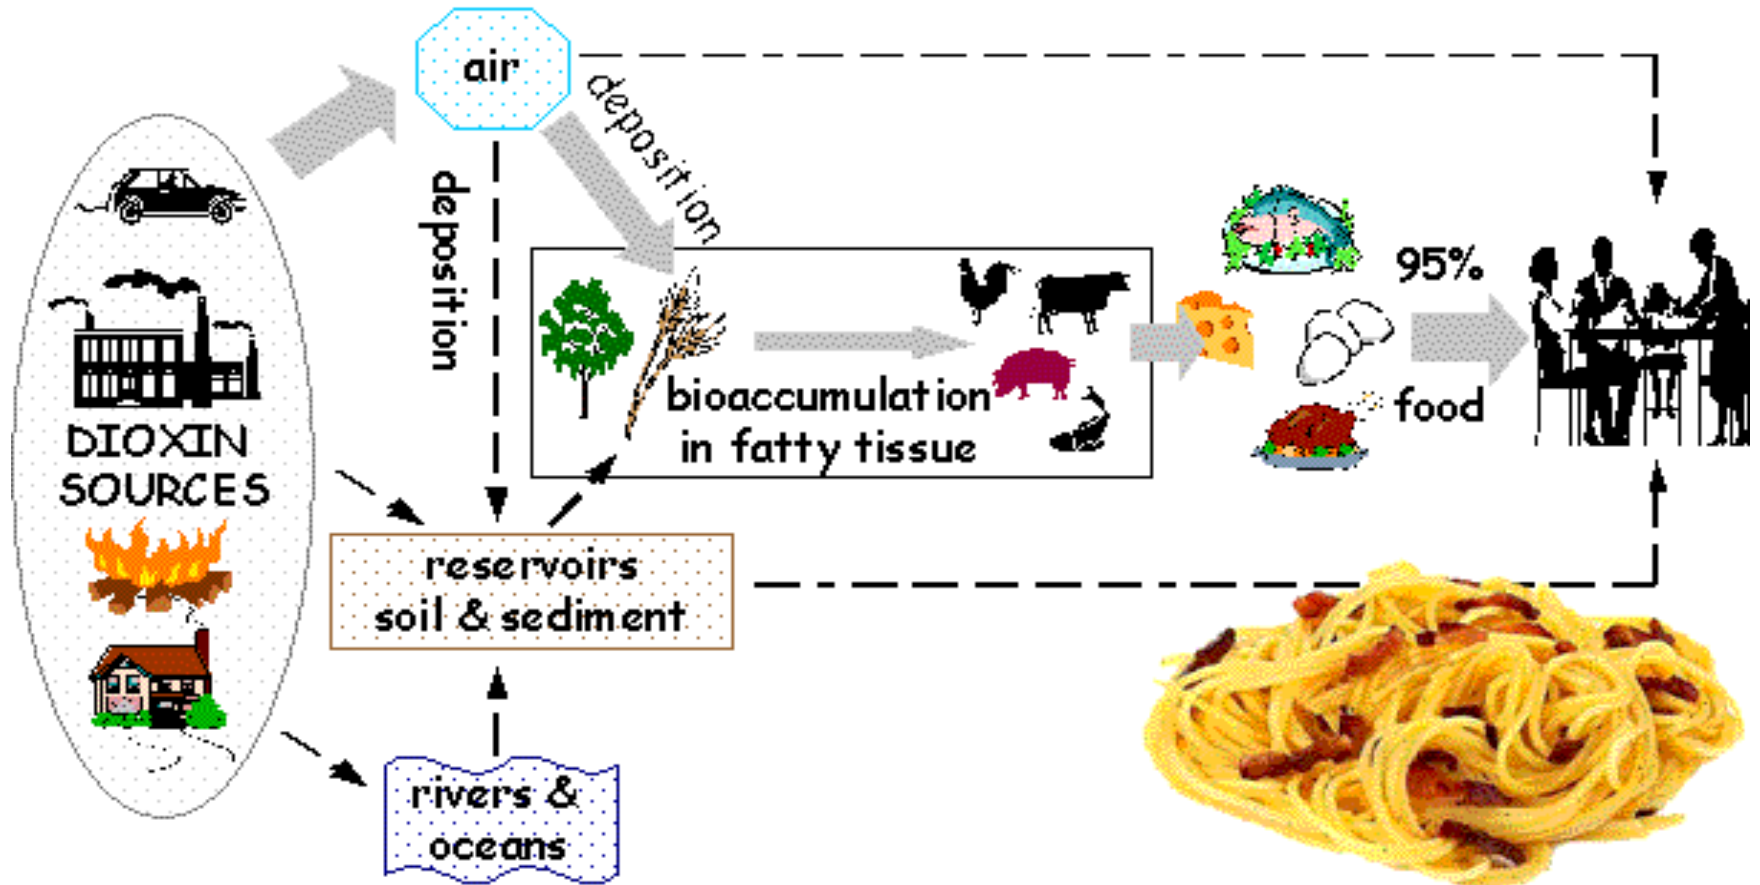 air
deposition
deposition
DIOXIN
SOURCES
bioaccumulation
in fatty tissue
95%
food
reservoirs
soil & sediment
rivers &
oceans